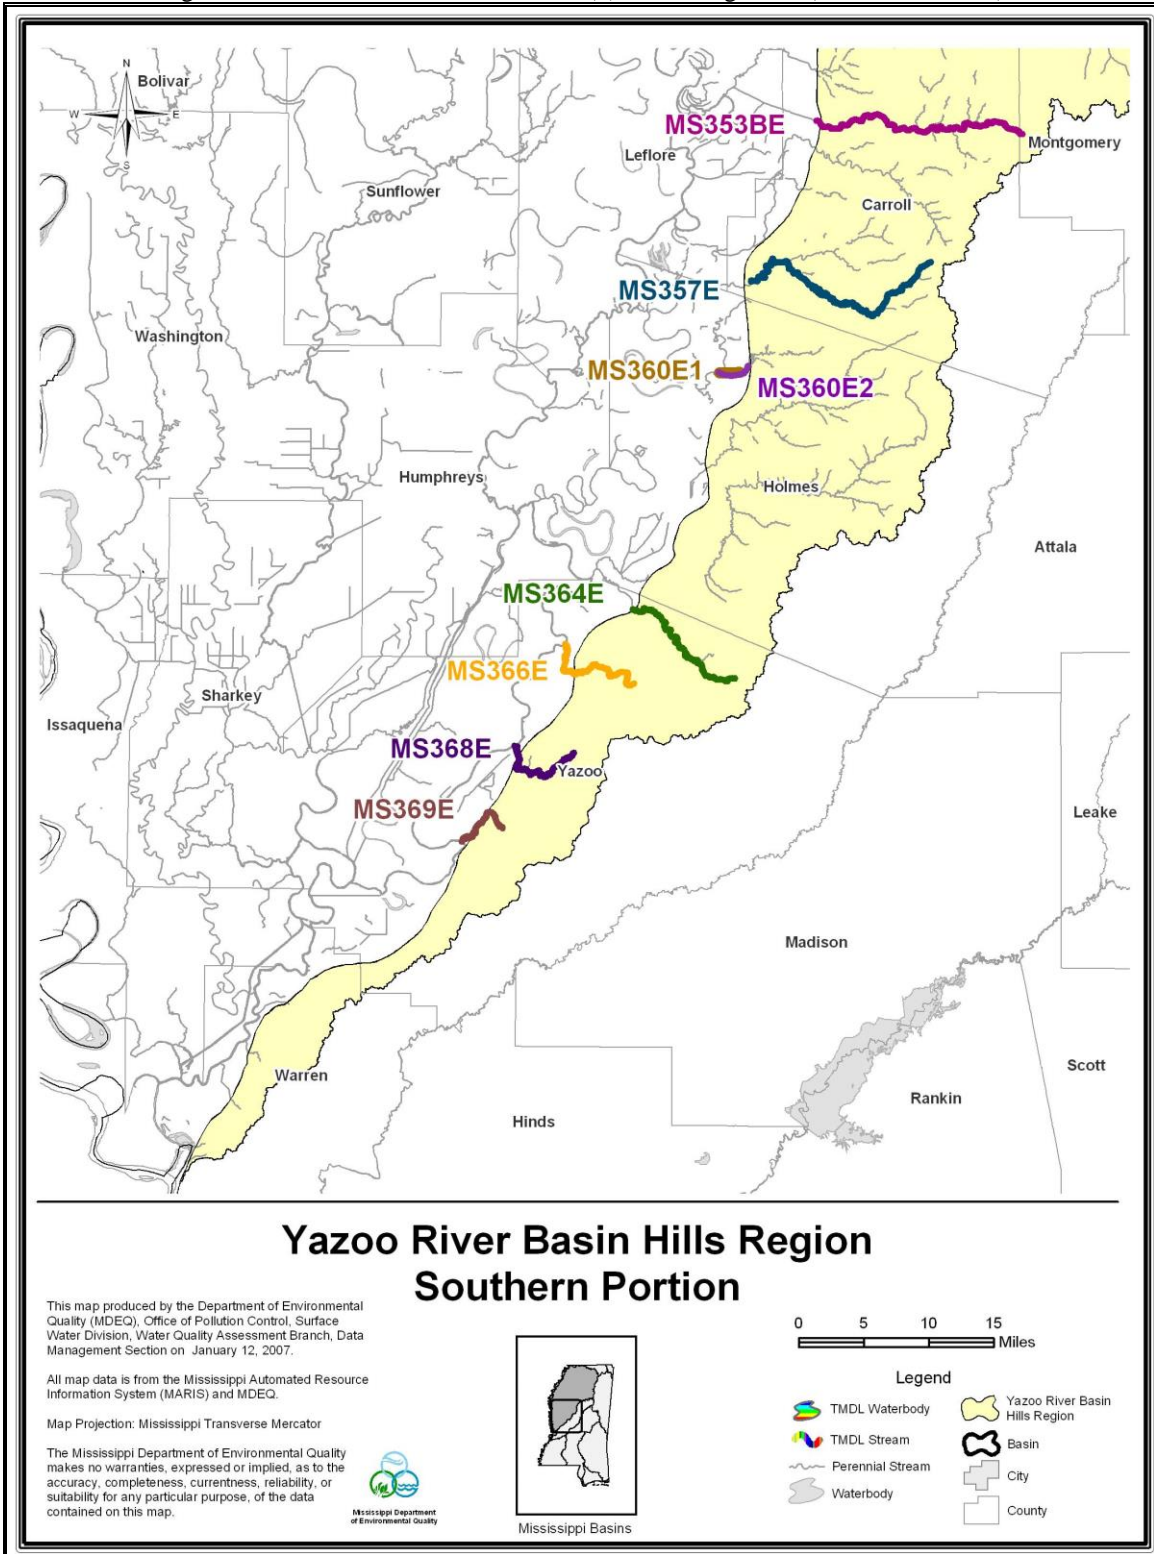 N
W E
S
Bolivar
MS353BE
Montgomery
Leflore
Sunflower
Carroll
MS357E
Washington
MS360E1
MS360E2
Humphreys
Holmes
Attala
MS364E
MS366E
Sharkey
Issaquena
MS368E
Yazoo
MS369E
Leake
Madison
Scott
Warren
Rankin
Hinds
Yazoo River Basin Hills Region
Southern Portion
This map produced by the Department of Environmental
Quality (MDEQ), Office of Pollution Control, Surface
Water Division, Water Quality Assessment Branch, Data
Management Section on January 12, 2007.
All map data is from the Mississippi Automated Resource
Information System (MARIS) and MDEQ.
Map Projection: Mississippi Transverse Mercator
The Mississippi Department of Environmental Quality
makes no warranties, expressed or implied, as to the
accuracy, completeness, currentness, reliability, or
suitability for any particular purpose, of the data
contained on this map.
Mississippi Department
of Environmental Quality
Mississippi Basins
0 5 10 15
Miles
Legend
TMDL Waterbody
TMDL Stream
Perennial Stream
Waterbody
Yazoo River Basin
Hills Region
Basin
City
County